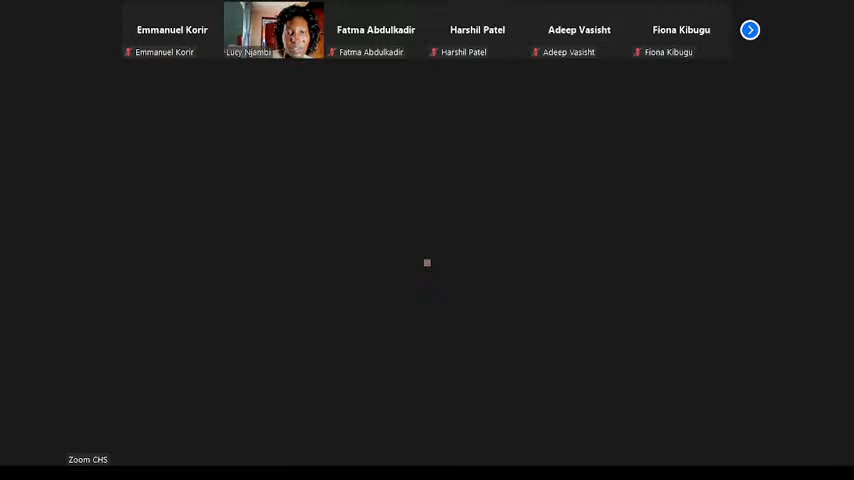 Emmanuel Korir
Fatma Abdulkadir
Harshil Patel
Adeep Vasisht
Fiona Kibugu
Emmanuel Korir
Lucy Njambi
Fatma Abdulkadir
Harshil Patel
Adeep Vasisht
Fiona Kibugu
Zoom CHS